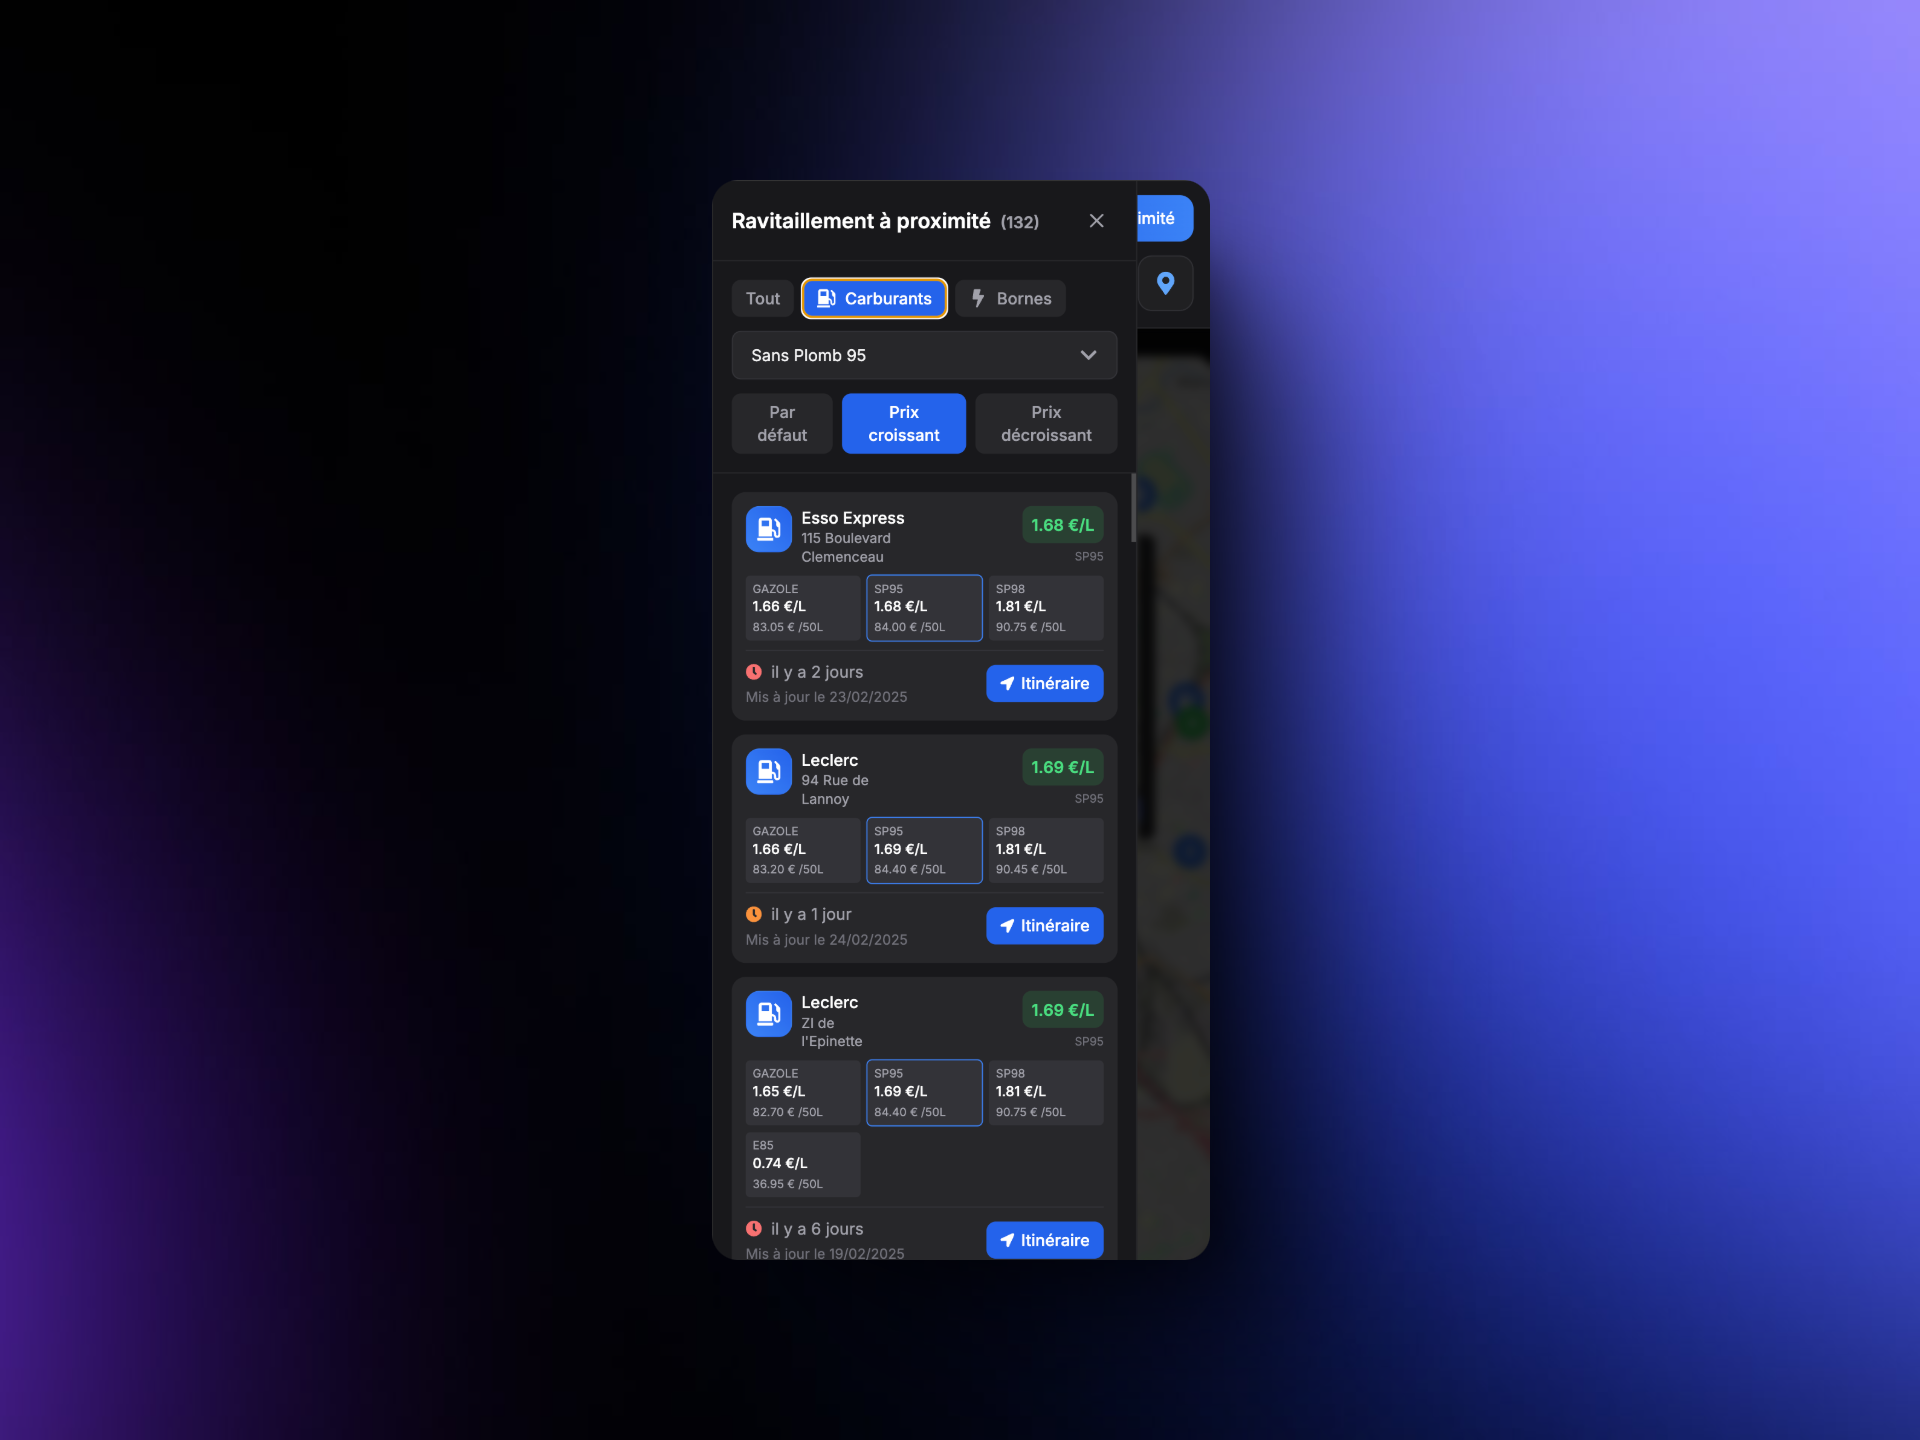 Ravitaillement à proximité (132)
imité
Tout
Carburants
Bornes
Sans Plomb 95
Par
défaut
Prix
croissant
Prix
décroissant
Esso Express
115 Boulevard
Clemenceau
1.68 €/L
SP95
GAZOLE
1.66 €/L
83.05 € /50L
SP95
1.68 €/L
84.00 € /50L
SP98
1.81 €/L
90.75 € /50L
il y a 2 jours
Mis à jour le 23/02/2025
Itinéraire
Leclerc
94 Rue de
Lannoy
1.69 €/L
SP95
GAZOLE
1.66 €/L
83.20 € /50L
SP95
1.69 €/L
84.40 € /50L
SP98
1.81 €/L
90.45 € /50L
il y a 1 jour
Mis à jour le 24/02/2025
Itinéraire
Leclerc
ZI de
l'Epinette
1.69 €/L
SP95
GAZOLE
1.65 €/L
82.70 € /50L
SP95
1.69 €/L
84.40 € /50L
SP98
1.81 €/L
90.75 € /50L
E85
0.74 €/L
36.95 € /50L
il y a 6 jours
Mis à jour le 19/02/2025
Itinéraire